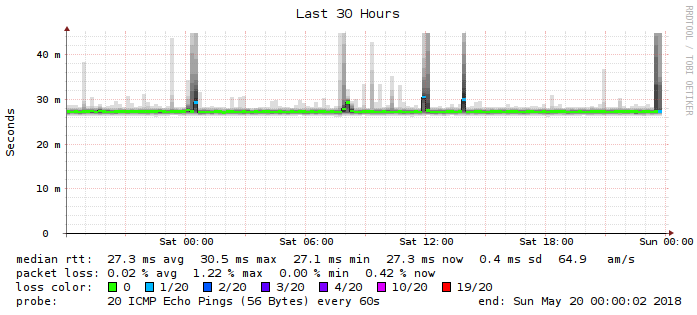 Last 30 Hours
RRDTOOL / TOBI OETIKER
Seconds
40 m
30 m
20 m
10 m
0
Sat 00:00 Sat 06:00 Sat 12:00 Sat 18:00 Sun 00:00
median rtt: 27.3 ms avg 30.5 ms max 27.1 ms min 27.3 ms now 0.4 ms sd 64.9 am/s
packet loss: 0.02 % avg 1.22 % max 0.00 % min 0.42 % now
loss color: 0 1/20 2/20 3/20 4/20 10/20 19/20
probe: 20 ICMP Echo Pings (56 Bytes) every 60s end: Sun May 20 00:00:02 2018